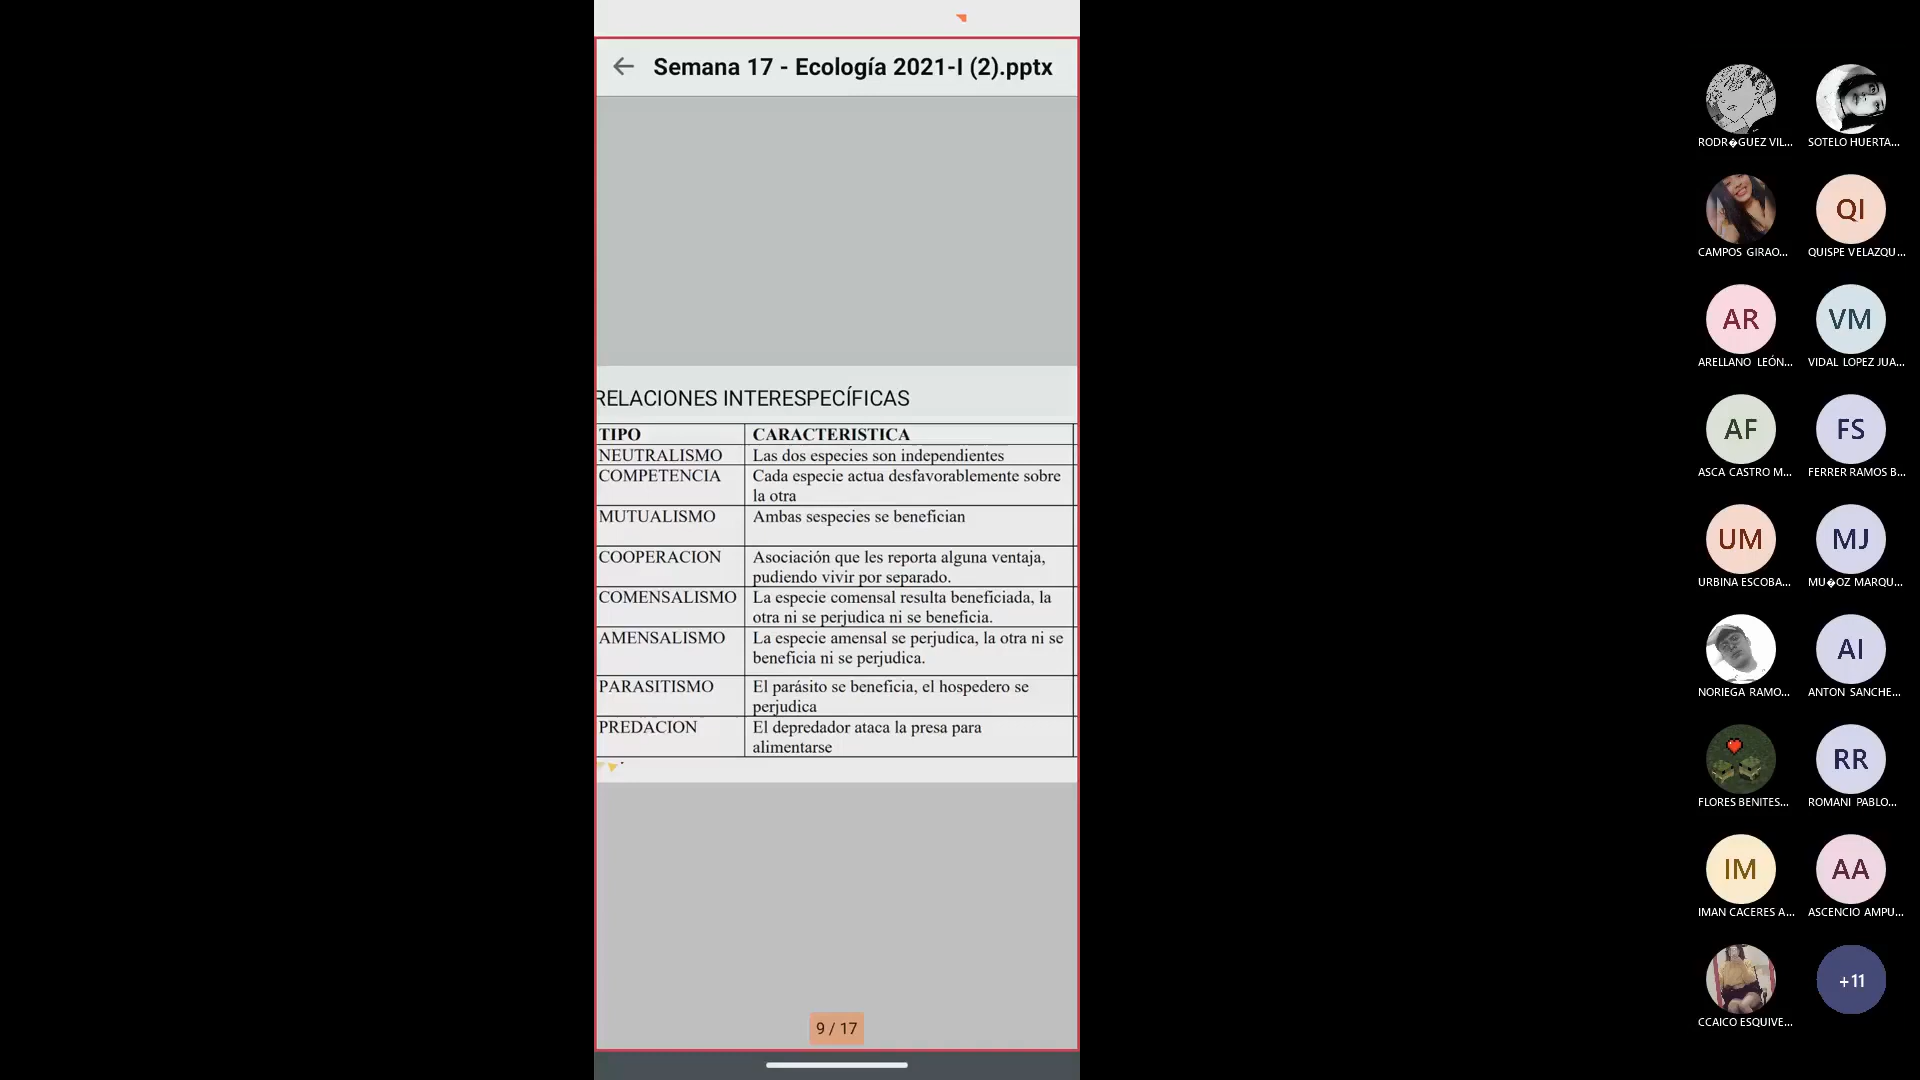 Semana 17 - Ecología 2021-I (2).pptx
RELACIONES INTERESPECÍFICAS
TIPO CARACTERISTICA
NEUTRALISMO Las dos especies son independientes
COMPETENCIA Cada especie actua desfavorablemente sobre
la otra
MUTUALISMO Ambas sespecies se benefician
COOPERACION Asociación que les reporta alguna ventaja,
pudiendo vivir por separado.
COMENSALISMO La especie comensal resulta beneficiada, la
otra ni se perjudica ni se beneficia.
AMENSALISMO La especie amensal se perjudica, la otra ni se
beneficia ni se perjudica.
PARASITISMO El parásito se beneficia, el hospedero se
perjudica
PREDACION El depredador ataca la presa para
alimentarse
9 / 17
RODR�GUEZ VIL... SOTELO HUERTA...
QI
CAMPOS GIRAO... QUISPE VELAZQU...
AR VM
ARELLANO LEÓN... VIDAL LOPEZ JUA...
AF FS
ASCA CASTRO M... FERRER RAMOS B...
UM MJ
URBINA ESCOBA... MU�OZ MARQU...
AI
NORIEGA RAMO... ANTON SANCHE...
RR
FLORES BENITES... ROMANI PABLO...
IM AA
IMAN CACERES A... ASCENCIO AMPU...
+11
CCAICO ESQUIVE...